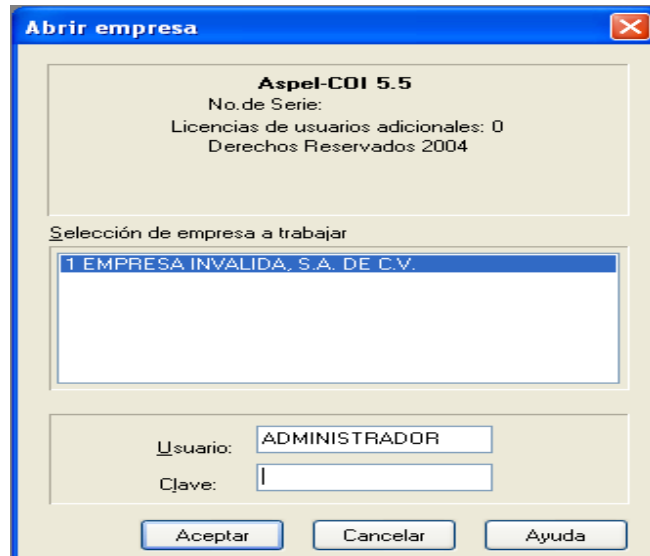 Abrir empresa
Aspel-COI 5.5
No.de Serie:
Licencias de usuarios adicionales: 0
Derechos Reservados 2004
Selección de empresa a trabajar
1 EMPRESA INVALIDA, S.A. DE C.V.
Usuario: ADMINISTRADOR
Clave:
Aceptar Cancelar Ayuda